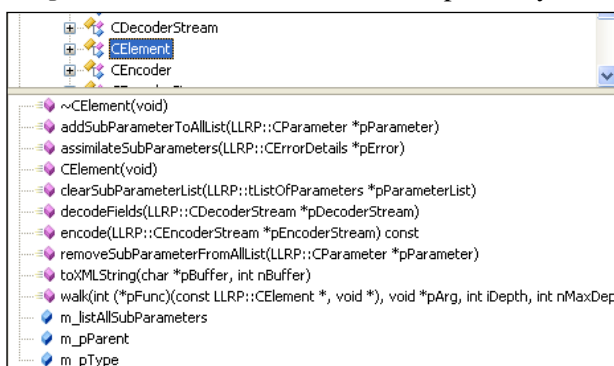 CDecoderStream
CElement
CEncoder
~CElement(void)
addSubParameterToAllList(LLRP::CParameter *pParameter)
assimilateSubParameters(LLRP::CErrorDetails *pError)
CElement(void)
clearSubParameterList(LLRP::tListOfParameters *pParameterList)
decodeFields(LLRP::CDecoderStream *pDecoderStream)
encode(LLRP::CEncoderStream *pEncoderStream) const
removeSubParameterFromAllList(LLRP::CParameter *pParameter)
toXMLString(char *pBuffer, int nBuffer)
walk(int (*pFunc)(const LLRP::CElement *, void *), void *pArg, int iDepth, int nMaxDep
m_listAllSubParameters
m_pParent
m_pType